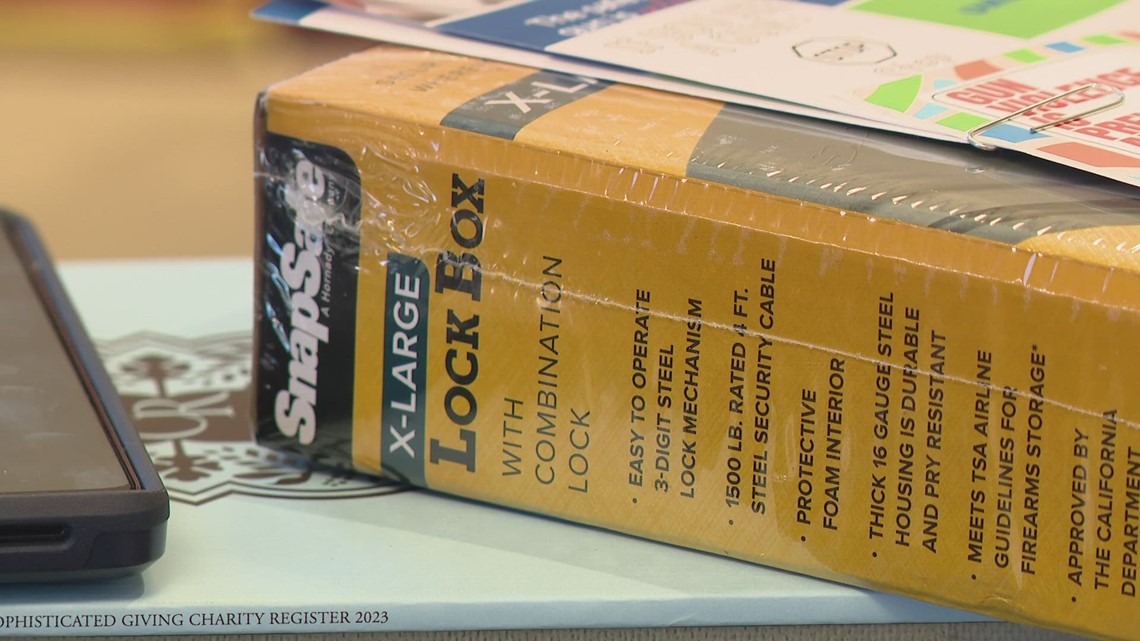 SnapSafe
A Hornady
X-LARGE
LOCK BOX
WITH
COMBINATION
LOCK
• EASY TO OPERATE
3-DIGIT STEEL
LOCK MECHANISM
• 1500 LB. RATED 4 FT.
STEEL SECURITY CABLE
• PROTECTIVE
FOAM INTERIOR
• THICK 16 GAUGE STEEL
HOUSING IS DURABLE
AND PRY RESISTANT
• MEETS TSA AIRLINE
GUIDELINES FOR
FIREARMS STORAGE*
• APPROVED BY
THE CALIFORNIA
DEPARTMENT
X-L
GUN
OPHISTICATED GIVING CHARITY REGISTER 2023